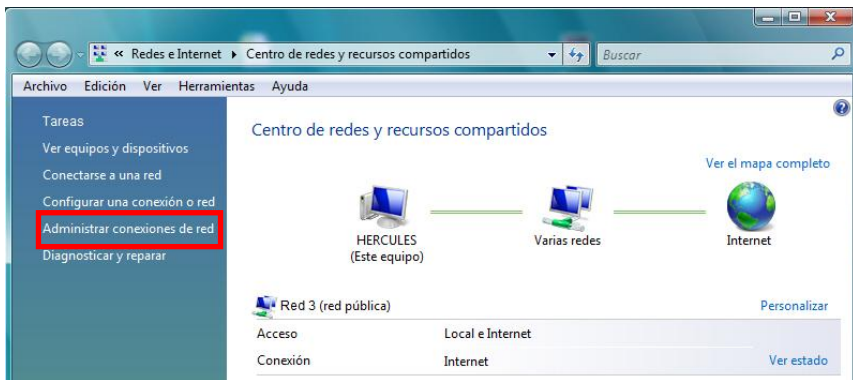 « Redes e Internet ▸ Centro de redes y recursos compartidos
Buscar
Archivo Edición Ver Herramientas Ayuda
Tareas
Ver equipos y dispositivos
Conectarse a una red
Configurar una conexión o red
Administrar conexiones de red
Diagnosticar y reparar
Centro de redes y recursos compartidos
Ver el mapa completo
HERCULES
(Este equipo)
Varias redes
Internet
Red 3 (red pública)
Personalizar
Acceso Local e Internet
Conexión Internet Ver estado